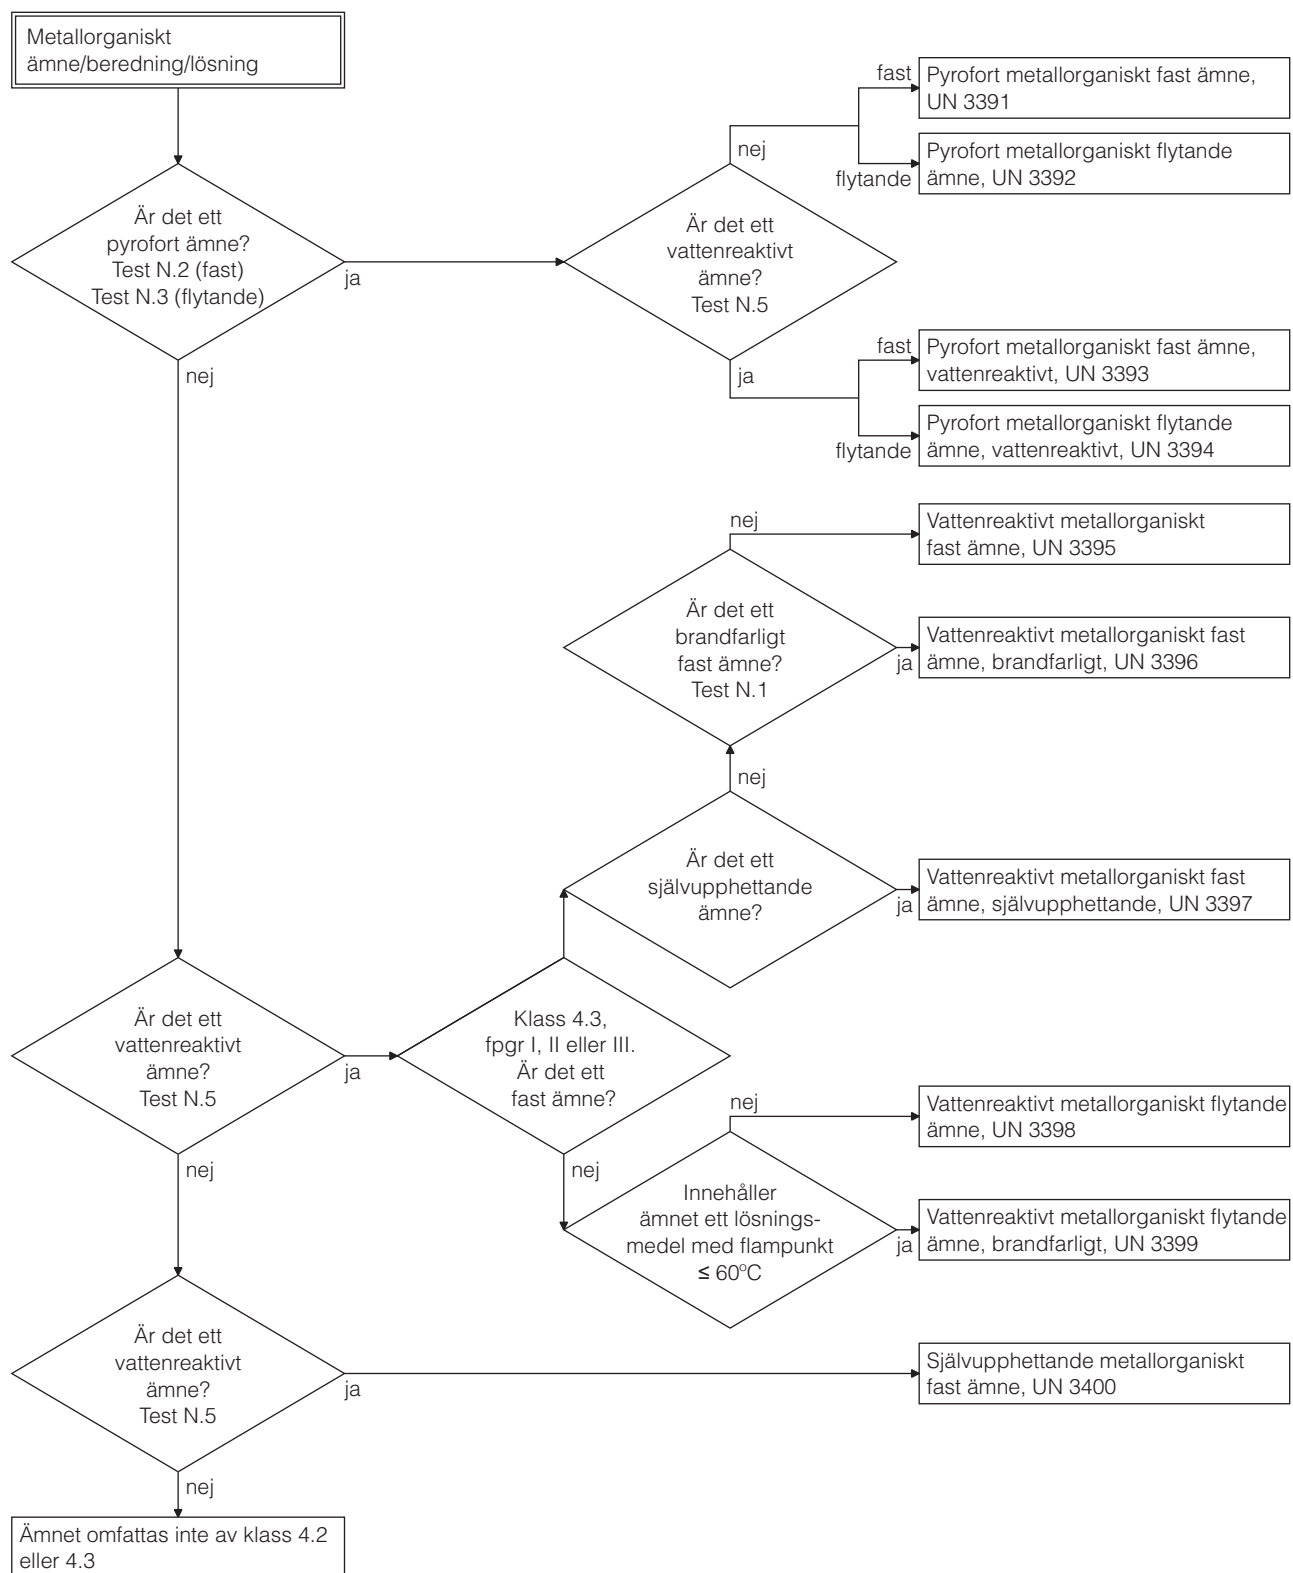 Metallorganiskt
ämne/beredning/lösning
fast
Pyrofort metallorganiskt fast ämne,
UN 3391
nej
flytande
Pyrofort metallorganiskt flytande
ämne, UN 3392
Är det ett
pyrofort ämne?
Test N.2 (fast)
Test N.3 (flytande)
ja
Är det ett
vattenreaktivt
ämne?
Test N.5
nej
ja
fast
Pyrofort metallorganiskt fast ämne,
vattenreaktivt, UN 3393
flytande
Pyrofort metallorganiskt flytande
ämne, vattenreaktivt, UN 3394
nej
Vattenreaktivt metallorganiskt
fast ämne, UN 3395
Är det ett
brandfarligt
fast ämne?
Test N.1
ja
Vattenreaktivt metallorganiskt fast
ämne, brandfarligt, UN 3396
nej
Är det ett
självupphettande
ämne?
ja
Vattenreaktivt metallorganiskt fast
ämne, självupphettande, UN 3397
Är det ett
vattenreaktivt
ämne?
Test N.5
ja
Klass 4.3,
fpgr I, II eller III.
Är det ett
fast ämne?
nej
nej
nej
Vattenreaktivt metallorganiskt flytande
ämne, UN 3398
Innehåller
ämnet ett lösnings-
medel med flampunkt
≤ 60°C
ja
Vattenreaktivt metallorganiskt flytande
ämne, brandfarligt, UN 3399
Är det ett
vattenreaktivt
ämne?
Test N.5
ja
Självupphettande metallorganiskt
fast ämne, UN 3400
nej
Ämnet omfattas inte av klass 4.2
eller 4.3